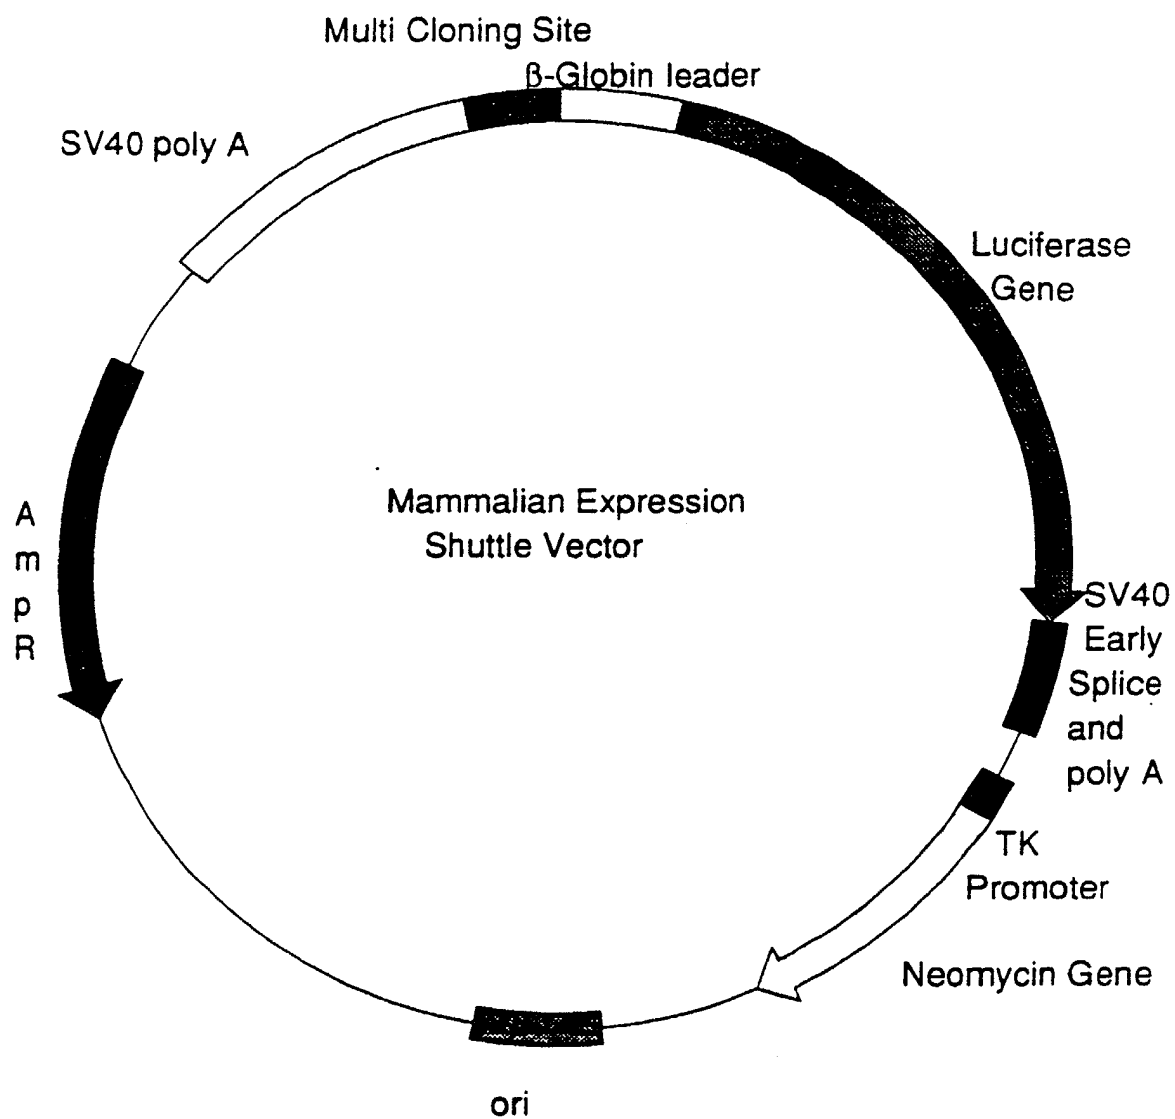 Multi Cloning Site
β-Globin leader
SV40 poly A
Luciferase
Gene
Mammalian Expression
Shuttle Vector
A
m
p
R
SV40
Early
Splice
and
poly A
TK
Promoter
Neomycin Gene
ori